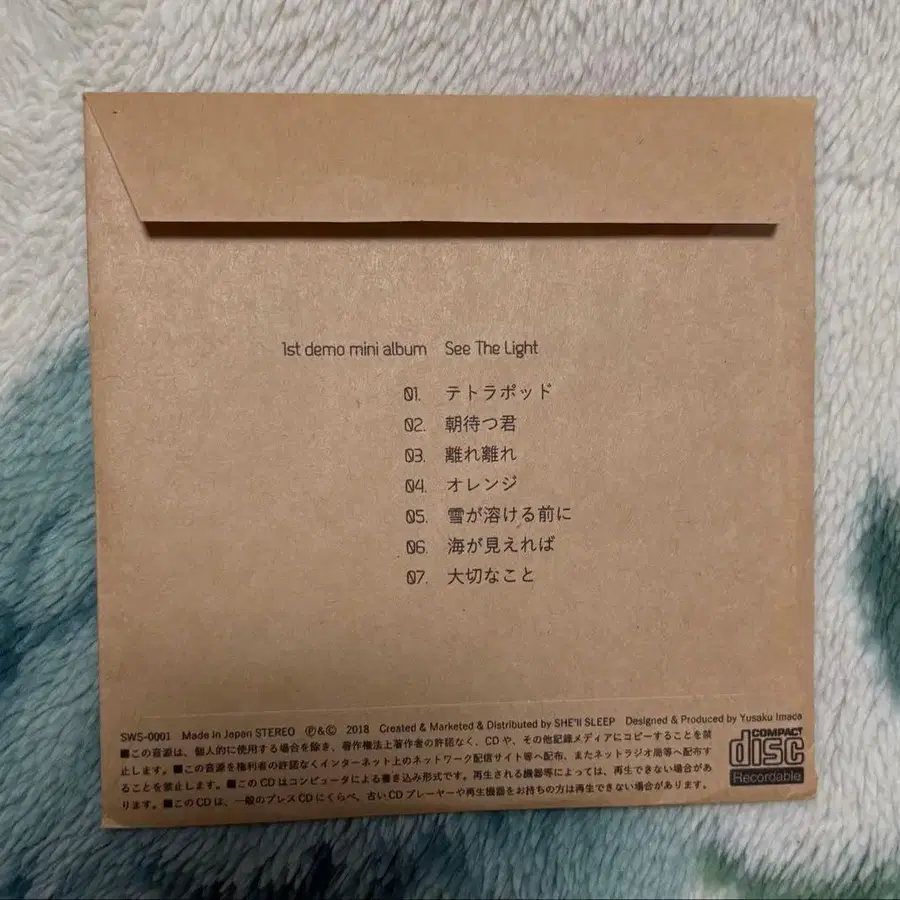 1st demo mini album See The Light
01. テトラポッド
02. 朝待つ君
03. 離れ離れ
04. オレンジ
05. 雪が溶ける前に
06. 海が見えれば
07. 大切なこと
SWS-0001 Made in Japan STEREO Ⓟ&Ⓒ 2018 Created & Marketed & Distributed by SHE'll SLEEP Designed & Produced by Yusaku Imada
■この音源は、個人的に使用する場合を除き、著作権法上著作者の許諾なく、CDや、その他記録メディアにコピーすることを禁
止します。■この音源を権利者の許諾なくインターネット上のネットワーク配信サイト等へ配布、またネットラジオ局等へ配布す
ることを禁止します。■このCDはコンピュータによる書き込み形式です。再生される機器等によっては、再生できない場合があ
ります。■このCDは、一般のプレスCDにくらべ、古いCDプレーヤーや再生機器をお持ちの方は再生できない場合があります。
COMPACT
disc
Recordable